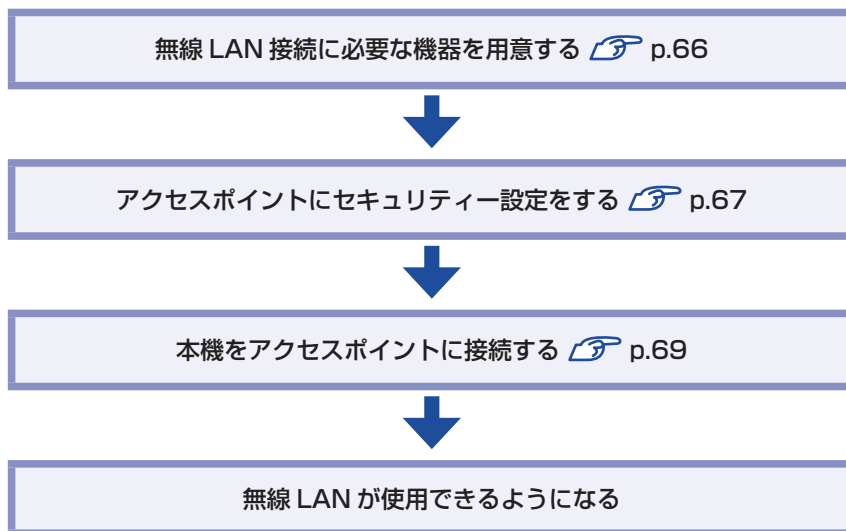 無線 LAN 接続に必要な機器を用意する p.66
アクセスポイントにセキュリティー設定をする p.67
本機をアクセスポイントに接続する p.69
無線 LAN が使用できるようになる